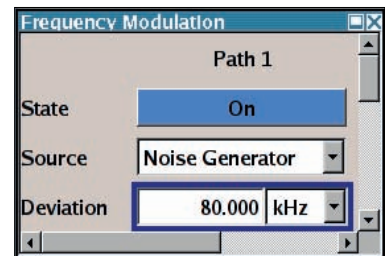 Frequency Modulation
Path 1
State On
Source Noise Generator
Deviation 80.000 kHz